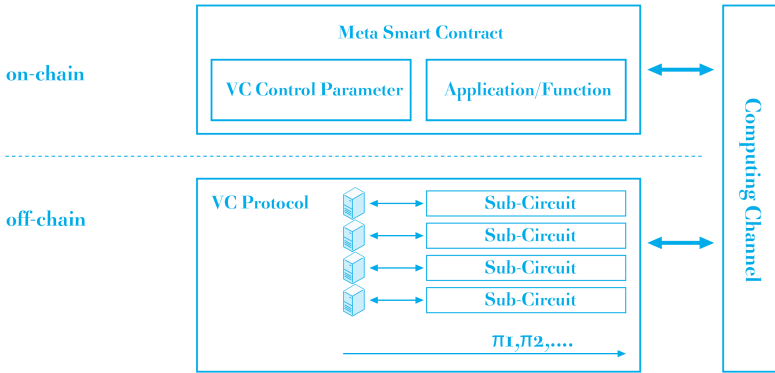 Meta Smart Contract
on-chain
VC Control Parameter
Application/Function
Computing Channel
off-chain
VC Protocol
Sub-Circuit
Sub-Circuit
Sub-Circuit
Sub-Circuit
π1,π2,....